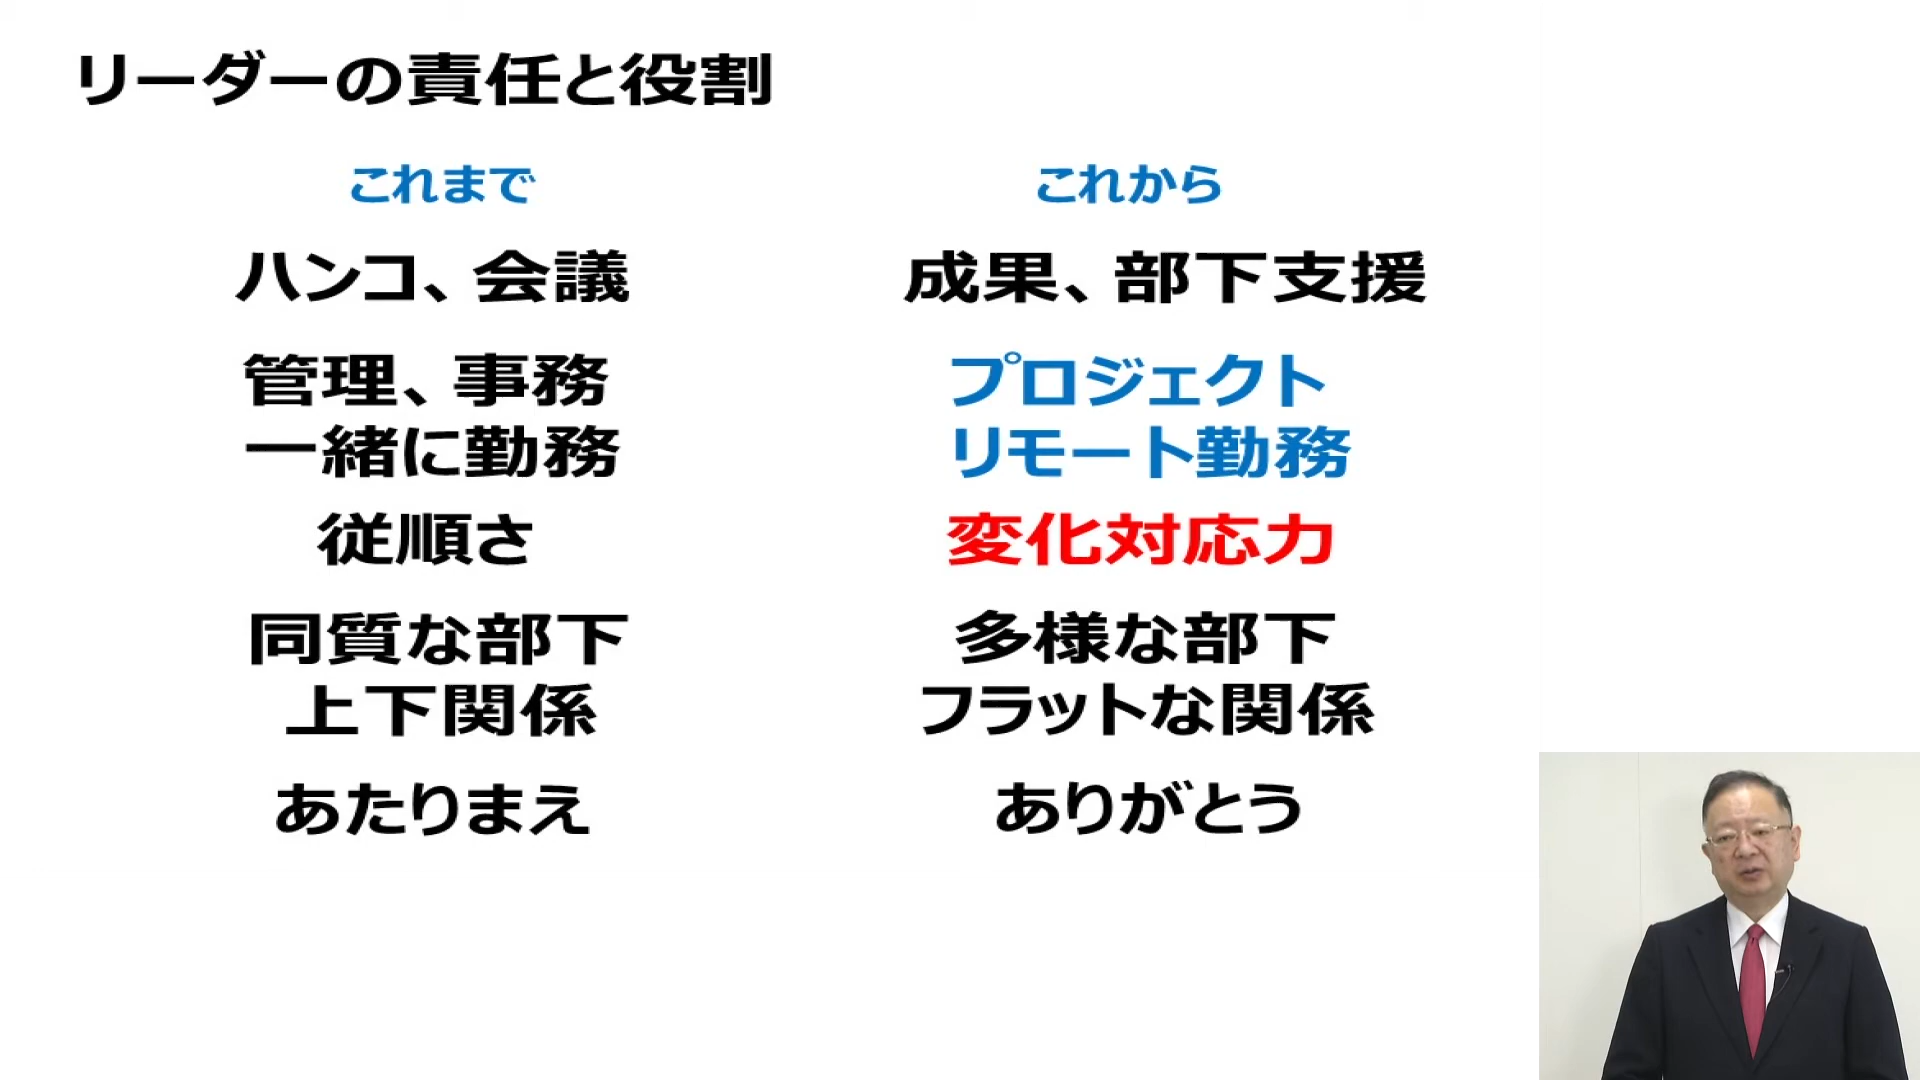 リーダーの責任と役割
これまで
これから
ハンコ、会議
成果、部下支援
管理、事務
プロジェクト
一緒に勤務
リモート勤務
従順さ
変化対応力
同質な部下
多様な部下
上下関係
フラットな関係
あたりまえ
ありがとう